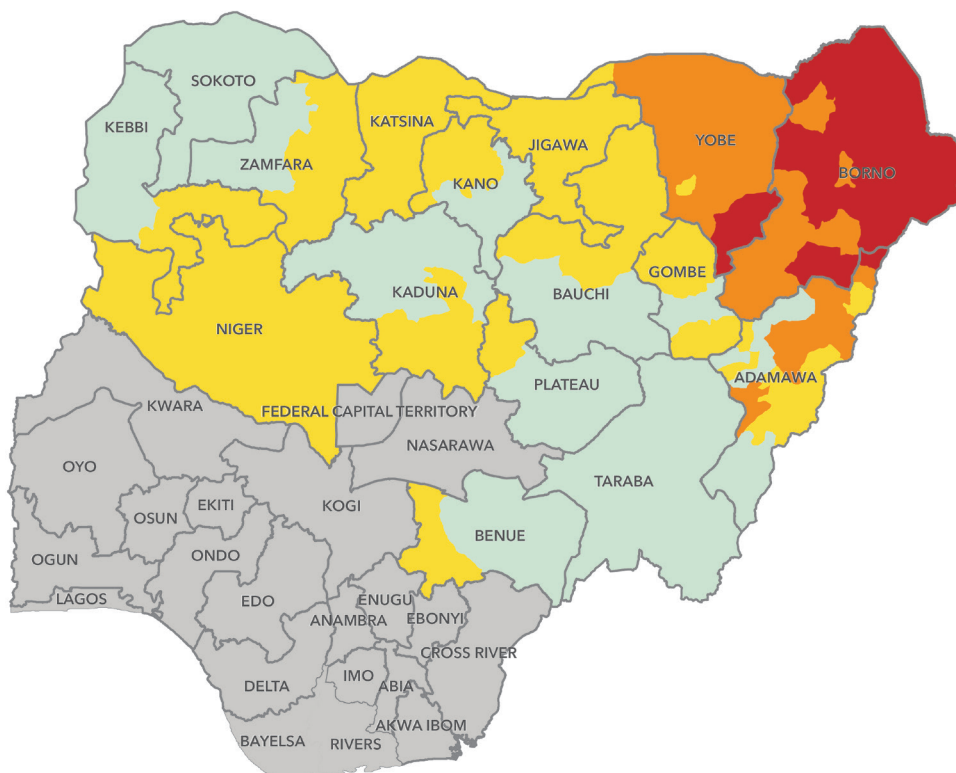 SOKOTO
KATSINA
KEBBI
YOBE
JIGAWA
ZAMFARA
BORNO
KANO
GOMBE
KADUNA
BAUCHI
NIGER
ADAMAWA
PLATEAU
KWARA
FEDERAL CAPITAL TERRITORY
NASARAWA
OYO
TARABA
EKITI
KOGI
OSUN
BENUE
ONDO
OGUN
LAGOS
EDO
ENUGU
ANAMBRA
EBONYI
CROSS RIVER
IMO
DELTA
ABIA
AKWA IBOM
BAYELSA
RIVERS